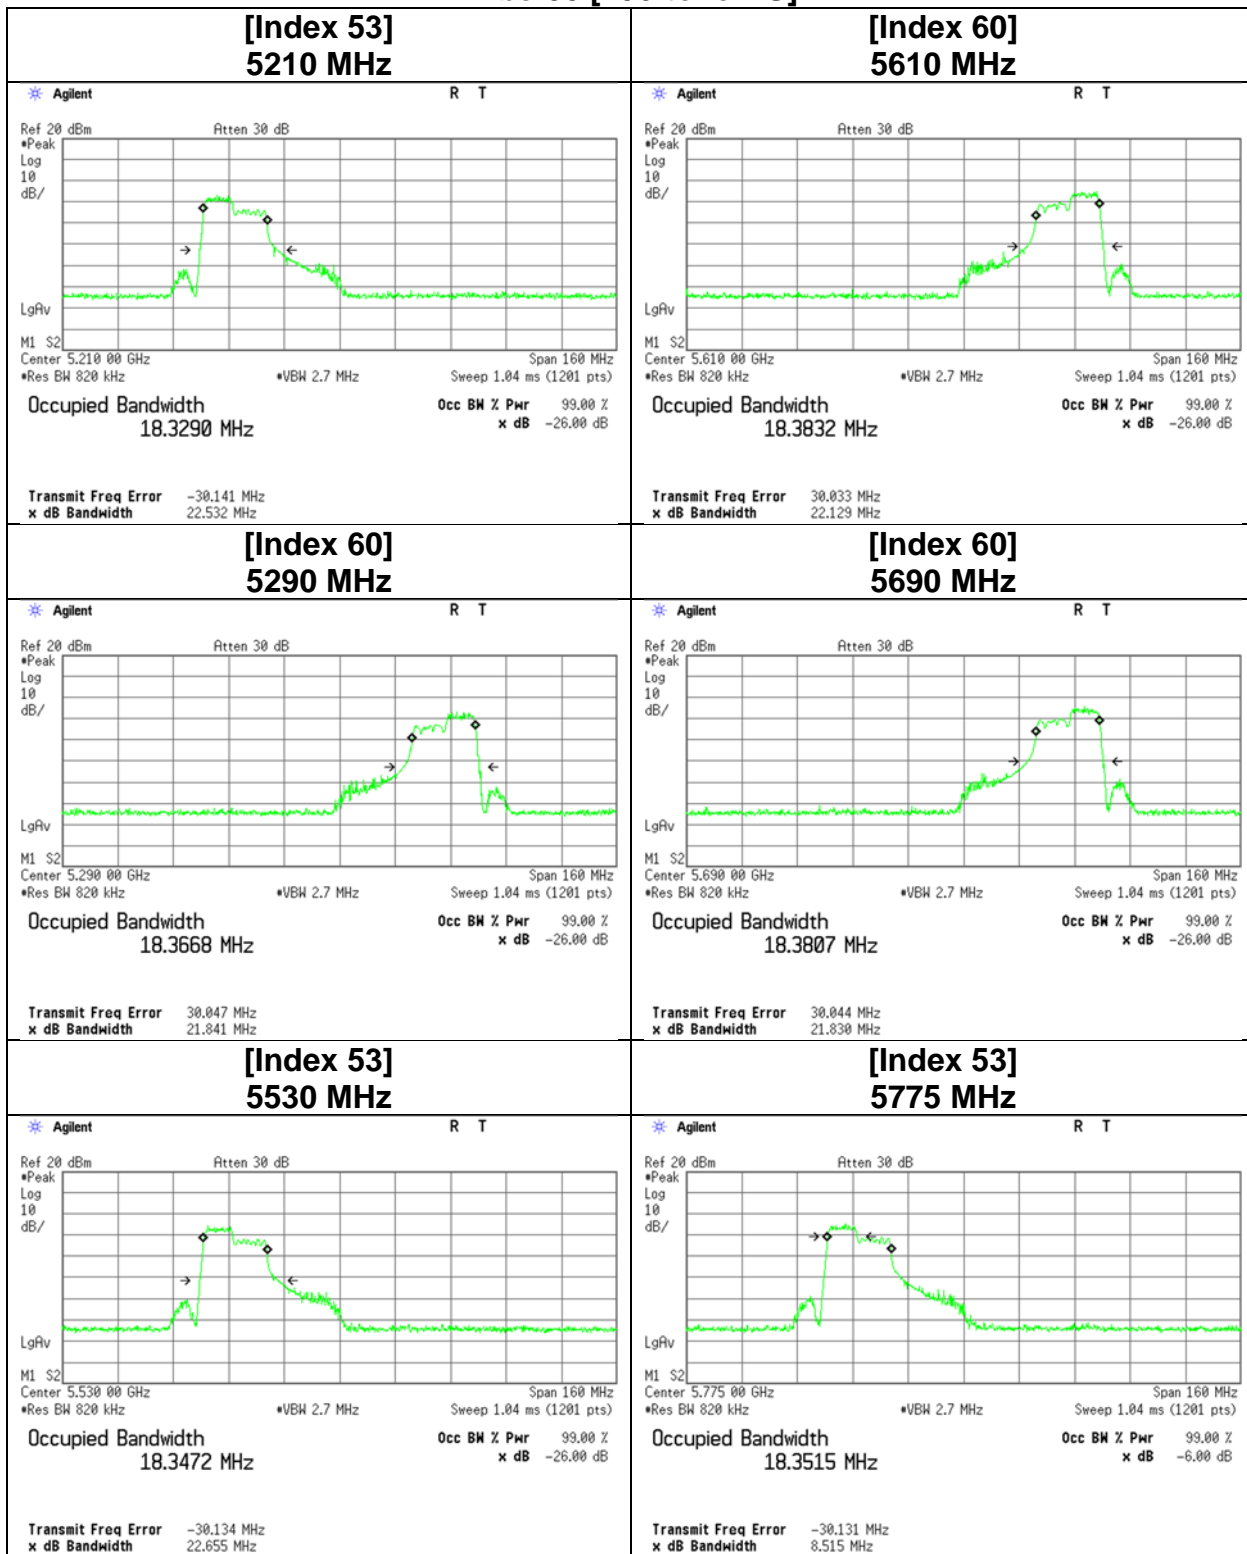 [Index 53]
5210 MHz
Agilent R T
Ref 20 dBm Atten 30 dB
#Peak
Log
10
dB/
LgAv
M1 S2
Center 5.210 00 GHz Span 160 MHz
#Res BW 820 kHz #VBW 2.7 MHz Sweep 1.04 ms (1201 pts)
Occupied Bandwidth Occ BW % Pwr 99.00 %
18.3290 MHz x dB -26.00 dB
Transmit Freq Error -30.141 MHz
x dB Bandwidth 22.532 MHz
[Index 60]
5610 MHz
Agilent R T
Ref 20 dBm Atten 30 dB
#Peak
Log
10
dB/
LgAv
M1 S2
Center 5.610 00 GHz Span 160 MHz
#Res BW 820 kHz #VBW 2.7 MHz Sweep 1.04 ms (1201 pts)
Occupied Bandwidth Occ BW % Pwr 99.00 %
18.3832 MHz x dB -26.00 dB
Transmit Freq Error 30.033 MHz
x dB Bandwidth 22.129 MHz
[Index 60]
5290 MHz
Agilent R T
Ref 20 dBm Atten 30 dB
#Peak
Log
10
dB/
LgAv
M1 S2
Center 5.290 00 GHz Span 160 MHz
#Res BW 820 kHz #VBW 2.7 MHz Sweep 1.04 ms (1201 pts)
Occupied Bandwidth Occ BW % Pwr 99.00 %
18.3668 MHz x dB -26.00 dB
Transmit Freq Error 30.047 MHz
x dB Bandwidth 21.841 MHz
[Index 60]
5690 MHz
Agilent R T
Ref 20 dBm Atten 30 dB
#Peak
Log
10
dB/
LgAv
M1 S2
Center 5.690 00 GHz Span 160 MHz
#Res BW 820 kHz #VBW 2.7 MHz Sweep 1.04 ms (1201 pts)
Occupied Bandwidth Occ BW % Pwr 99.00 %
18.3807 MHz x dB -26.00 dB
Transmit Freq Error 30.044 MHz
x dB Bandwidth 21.830 MHz
[Index 53]
5530 MHz
Agilent R T
Ref 20 dBm Atten 30 dB
#Peak
Log
10
dB/
LgAv
M1 S2
Center 5.530 00 GHz Span 160 MHz
#Res BW 820 kHz #VBW 2.7 MHz Sweep 1.04 ms (1201 pts)
Occupied Bandwidth Occ BW % Pwr 99.00 %
18.3472 MHz x dB -26.00 dB
Transmit Freq Error -30.134 MHz
x dB Bandwidth 22.655 MHz
[Index 53]
5775 MHz
Agilent R T
Ref 20 dBm Atten 30 dB
#Peak
Log
10
dB/
LgAv
M1 S2
Center 5.775 00 GHz Span 160 MHz
#Res BW 820 kHz #VBW 2.7 MHz Sweep 1.04 ms (1201 pts)
Occupied Bandwidth Occ BW % Pwr 99.00 %
18.3515 MHz x dB -6.00 dB
Transmit Freq Error -30.131 MHz
x dB Bandwidth 8.515 MHz